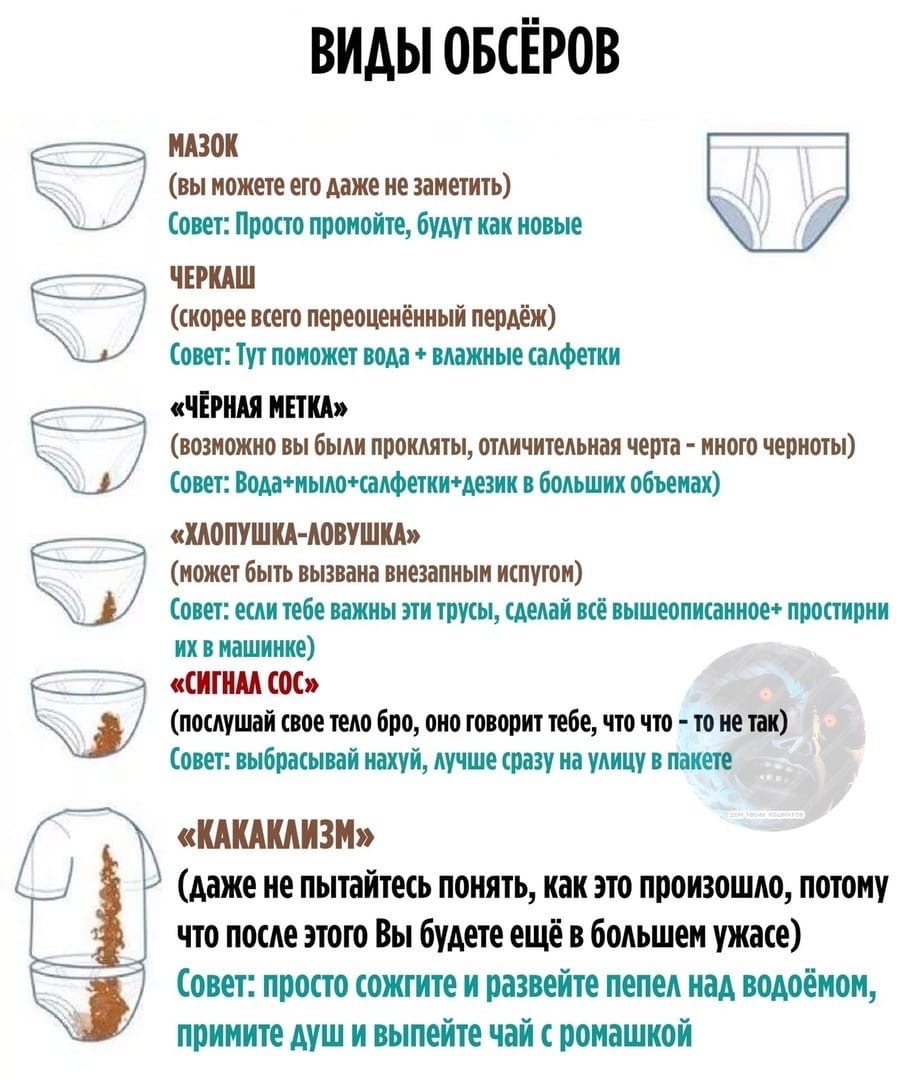 ВИДЫ ОБСЁРОВ
МАЗОК
(вы можете его даже не заметить)
Совет: Просто промойте, будут как новые
ЧЕРКАШ
(скорее всего переоценённый пердёж)
Совет: Тут поможет вода + влажные салфетки
«ЧЁРНАЯ МЕТКА»
(возможно вы были прокляты, отличительная черта - много черноты)
Совет: Вода+мыло+салфетки+дезик в больших объемах)
«ХЛОПУШКА-ЛОВУШКА»
(может быть вызвана внезапным испугом)
Совет: если тебе важны эти трусы, сделай всё вышеописанное+ простирни
их в машинке)
«СИГНАЛ СОС»
(послушай свое тело бро, оно говорит тебе, что что - то не так)
Совет: выбрасывай нахуй, лучше сразу на улицу в пакете
ДОМ ТВОИХ КОШМАРОВ
«КАКАКЛИЗМ»
(даже не пытайтесь понять, как это произошло, потому
что после этого Вы будете ещё в большем ужасе)
Совет: просто сожгите и развейте пепел над водоёмом,
примите душ и выпейте чай с ромашкой